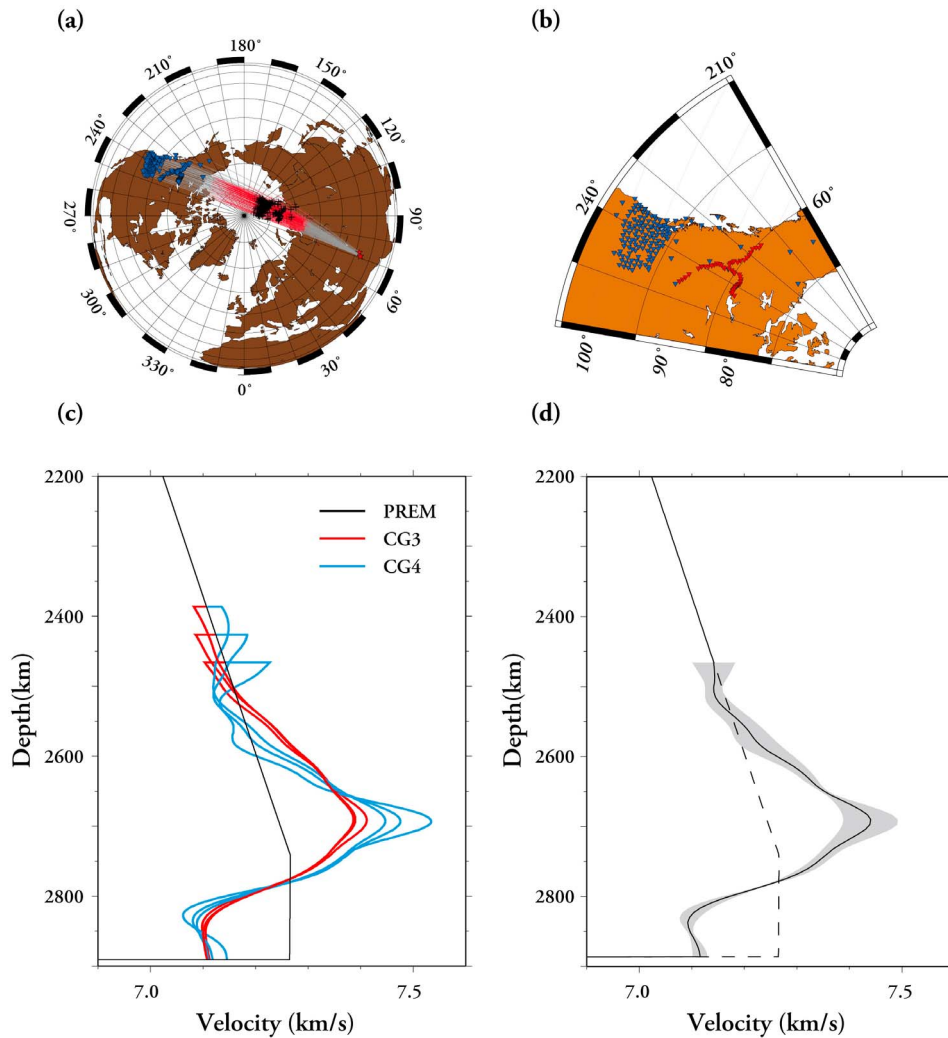 (a)
180°
210°
150°
240°
120°
270°
90°
300°
60°
330°
30°
0°
(b)
210°
240°
60°
100°
90°
80°
(c)
2200
2400
2600
2800
Depth(km)
PREM
CG3
CG4
7.0
7.5
Velocity (km/s)
(d)
2200
2400
2600
2800
Depth(km)
7.0
7.5
Velocity (km/s)